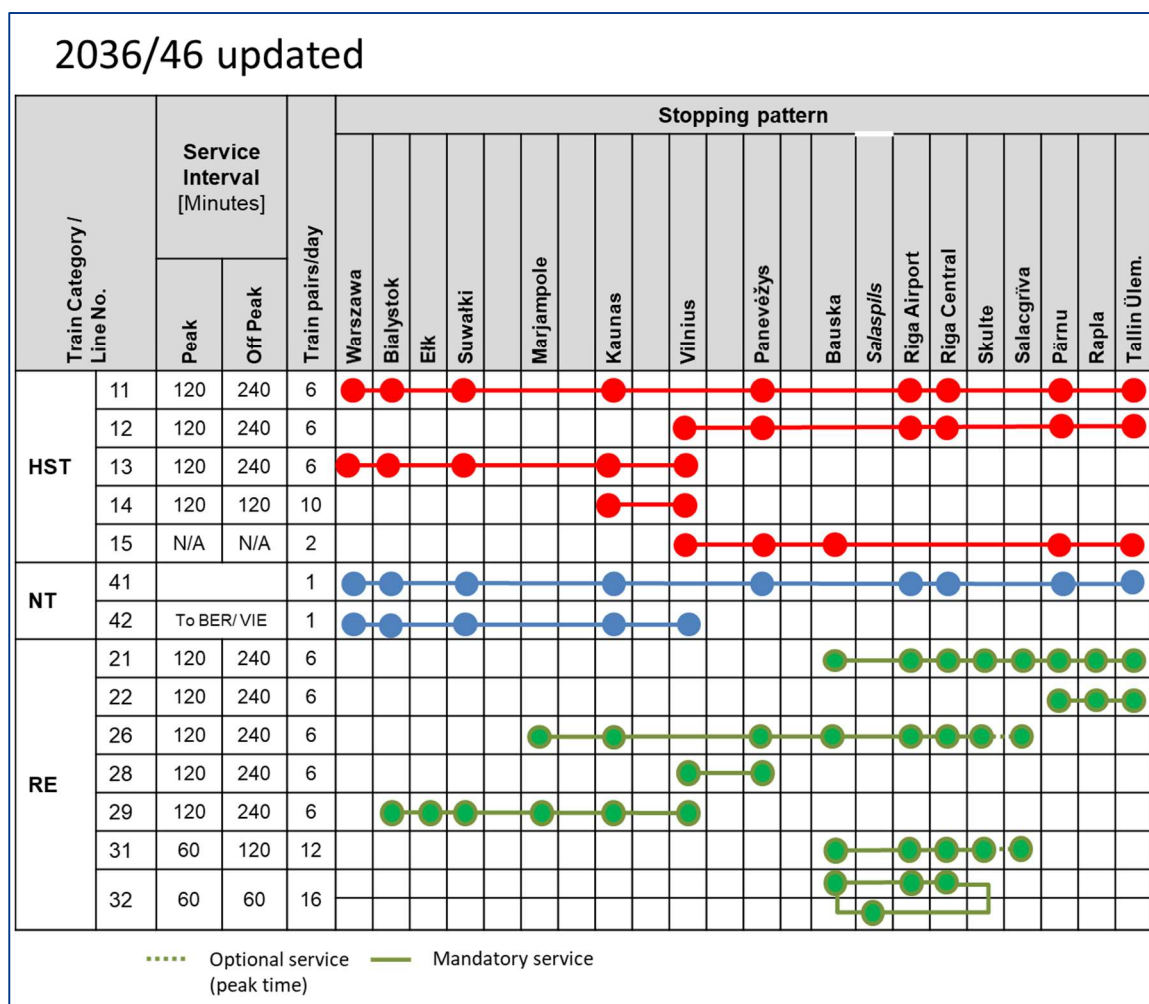 2036/46 updated
Train Category /
Line No.
Service
Interval
[Minutes]
Peak
Off Peak
Train pairs/day
Stopping pattern
Warszawa
Bialystok
Ełk
Suwałki
Marjampole
Kaunas
Vilnius
Panevėžys
Bauska
Salaspils
Riga Airport
Riga Central
Skulte
Salacgrīva
Pärnu
Rapla
Tallin Ülem.
HST
11 120 240 6
12 120 240 6
13 120 240 6
14 120 120 10
15 N/A N/A 2
NT
41 1
42 To BER/ VIE 1
RE
21 120 240 6
22 120 240 6
26 120 240 6
28 120 240 6
29 120 240 6
31 60 120 12
32 60 60 16
Optional service
(peak time)
Mandatory service